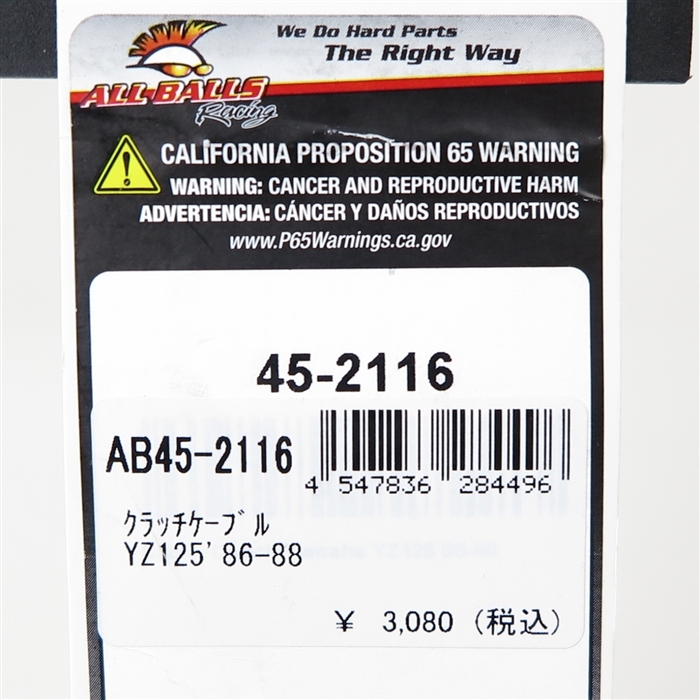 We Do Hard Parts
The Right Way
ALL BALLS
Racing
CALIFORNIA PROPOSITION 65 WARNING
WARNING: CANCER AND REPRODUCTIVE HARM
ADVERTENCIA: CÁNCER Y DAÑOS REPRODUCTIVOS
www.P65Warnings.ca.gov
45-2116
AB45-2116
4 547836 284496
クラッチケーブル
YZ125'86-88
¥ 3,080 (税込)